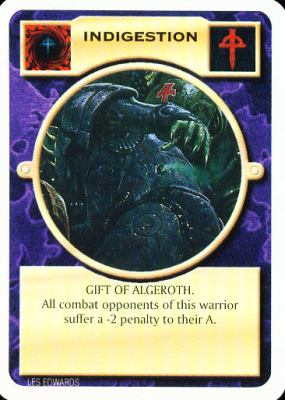 INDIGESTION
GIFT OF ALGEROTH.
All combat opponents of this warrior
suffer a -2 penalty to their A.
LES EDWARDS